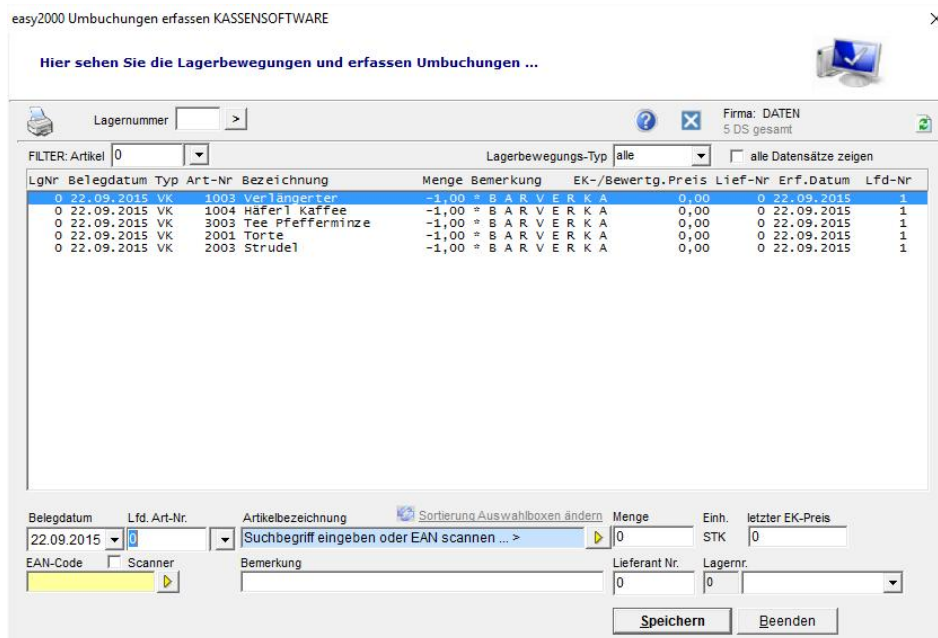 easy2000 Umbuchungen erfassen KASSENSOFTWARE
Hier sehen Sie die Lagerbewegungen und erfassen Umbuchungen ...
Lagernummer >
Firma: DATEN
5 DS gesamt
FILTER: Artikel 0 Lagerbewegungs-Typ alle alle Datensätze zeigen
LgNr Belegdatum Typ Art-Nr Bezeichnung Menge Bemerkung EK-/Bewertg.Preis Lief-Nr Erf.Datum Lfd-Nr
0 22.09.2015 VK 1003 Verlängerter -1,00 * B A R V E R K A 0,00 0 22.09.2015 1
0 22.09.2015 VK 1004 Häferl Kaffee -1,00 * B A R V E R K A 0,00 0 22.09.2015 1
0 22.09.2015 VK 3003 Tee Pfefferminze -1,00 * B A R V E R K A 0,00 0 22.09.2015 1
0 22.09.2015 VK 2001 Torte -1,00 * B A R V E R K A 0,00 0 22.09.2015 1
0 22.09.2015 VK 2003 Strudel -1,00 * B A R V E R K A 0,00 0 22.09.2015 1
Belegdatum Lfd. Art-Nr. Artikelbezeichnung Sortierung Auswahlboxen ändern Menge Einh. letzter EK-Preis
22.09.2015 0 Suchbegriff eingeben oder EAN scannen ... > 0 STK 0
EAN-Code Scanner Bemerkung Lieferant Nr. Lagernr.
0 0
Speichern Beenden